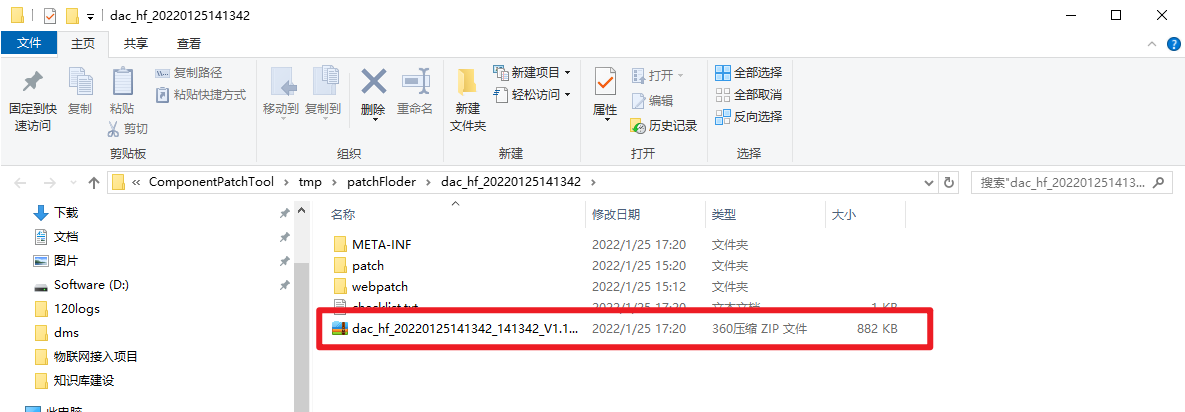 dac_hf_20220125141342
文件 主页 共享 查看
固定到快速访问 复制 粘贴 复制路径 粘贴快捷方式 剪切 移动到 复制到 删除 重命名 新建文件夹 新建项目 轻松访问 属性 打开 编辑 历史记录 全部选择 全部取消 反向选择
剪贴板 组织 新建 打开 选择
« ComponentPatchTool › tmp › patchFloder › dac_hf_20220125141342 › 搜索"dac_hf_202201251413...
下载
文档
图片
Software (D:)
120logs
dms
物联网接入项目
知识库建设
此电脑
名称 修改日期 类型 大小
META-INF 2022/1/25 17:20 文件夹
patch 2022/1/25 15:20 文件夹
webpatch 2022/1/25 15:12 文件夹
checklist.txt 2022/1/25 17:20 文本文档 1 KB
dac_hf_20220125141342_141342_V1.1... 2022/1/25 17:20 360压缩 ZIP 文件 882 KB